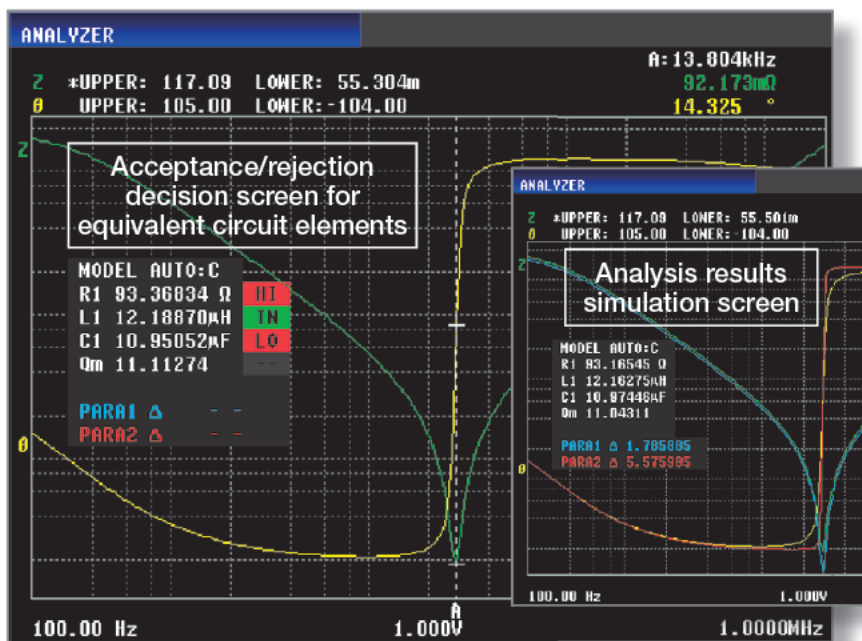 ANALYZER
A:13.804kHz
Z *UPPER: 117.09 LOWER: 55.304m 92.173mΩ
θ UPPER: 105.00 LOWER:-104.00 14.325 °
Z
Acceptance/rejection
decision screen for
equivalent circuit elements
MODEL AUTO:C
R1 93.36834 Ω HI
L1 12.18870μH IN
C1 10.95052μF LO
Qm 11.11274 --
PARA1 Δ - -
PARA2 Δ - -
θ
A
100.00 Hz 1.000V 1.0000MHz
ANALYZER
Z *UPPER: 117.09 LOWER: 55.501m
θ UPPER: 105.00 LOWER:-104.00
Z
Analysis results
simulation screen
MODEL AUTO:C
R1 93.16545 Ω
L1 12.16275μH
C1 10.97446μF
Qm 11.04311
PARA1 Δ 1.785885
PARA2 Δ 5.575985
θ
100.00 Hz 1.000V